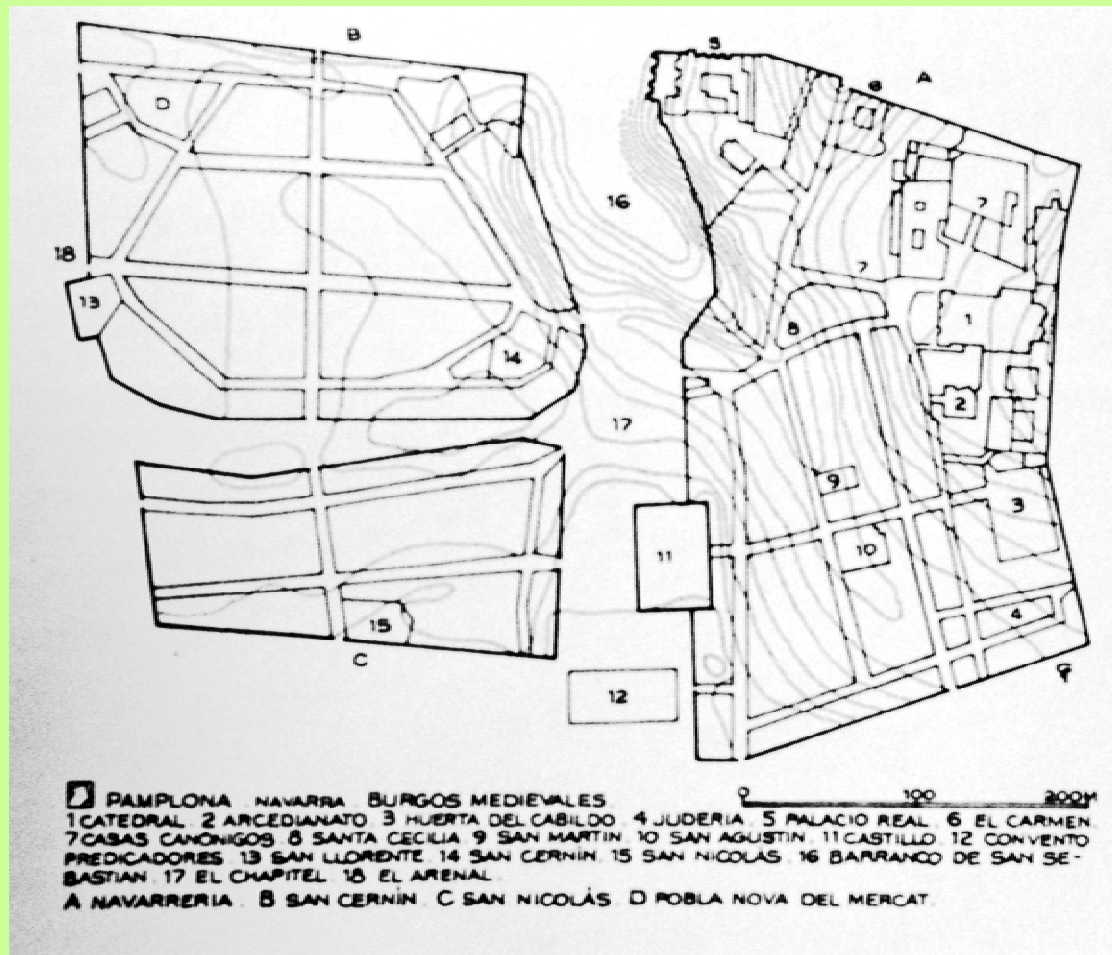 B
5
A
6
D
16
7
18
7
13
1
8
14
2
17
9
3
11
10
15
4
C
12
0 100 200M
PAMPLONA NAVARRA BURGOS MEDIEVALES
1 CATEDRAL 2 ARCEDIANATO 3 HUERTA DEL CABILDO 4 JUDERIA 5 PALACIO REAL 6 EL CARMEN
7 CASAS CANONIGOS 8 SANTA CECILIA 9 SAN MARTIN 10 SAN AGUSTIN 11 CASTILLO 12 CONVENTO
PREDICADORES 13 SAN LLORENTE 14 SAN CERNÍN 15 SAN NICOLAS 16 BARRANCO DE SAN SE-
BASTIAN 17 EL CHAPITEL 18 EL ARENAL
A NAVARRERIA B SAN CERNÍN C SAN NICOLÁS D POBLA NOVA DEL MERCAT